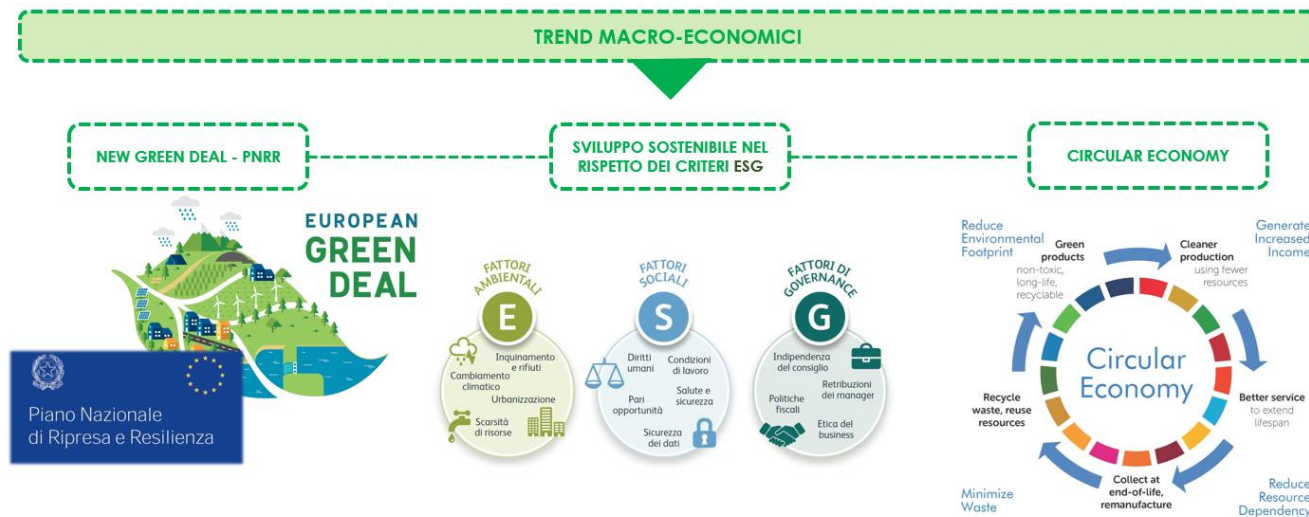 TREND MACRO-ECONOMICI
NEW GREEN DEAL - PNRR
SVILUPPO SOSTENIBILE NEL
RISPETTO DEI CRITERI ESG
CIRCULAR ECONOMY
EUROPEAN
GREEN
DEAL
Piano Nazionale
di Ripresa e Resilienza
FATTORI
AMBIENTALI
E
Inquinamento
e rifiuti
Cambiamento
climatico
Urbanizzazione
Scarsità
di risorse
FATTORI
SOCIALI
S
Diritti
umani
Condizioni
di lavoro
Pari
opportunità
Salute e
sicurezza
Sicurezza
dei dati
FATTORI DI
GOVERNANCE
G
Indipendenza
del consiglio
Retribuzioni
dei manager
Politiche
fiscali
Etica del
business
Reduce
Environmental
Footprint
Green
products
non-toxic,
long-life,
recyclable
Cleaner
production
using fewer
resources
Generate
Increased
Income
Circular
Economy
Recycle
waste, reuse
resources
Better service
to extend
lifespan
Collect at
end-of-life,
remanufacture
Minimize
Waste
Reduce
Resource
Dependency